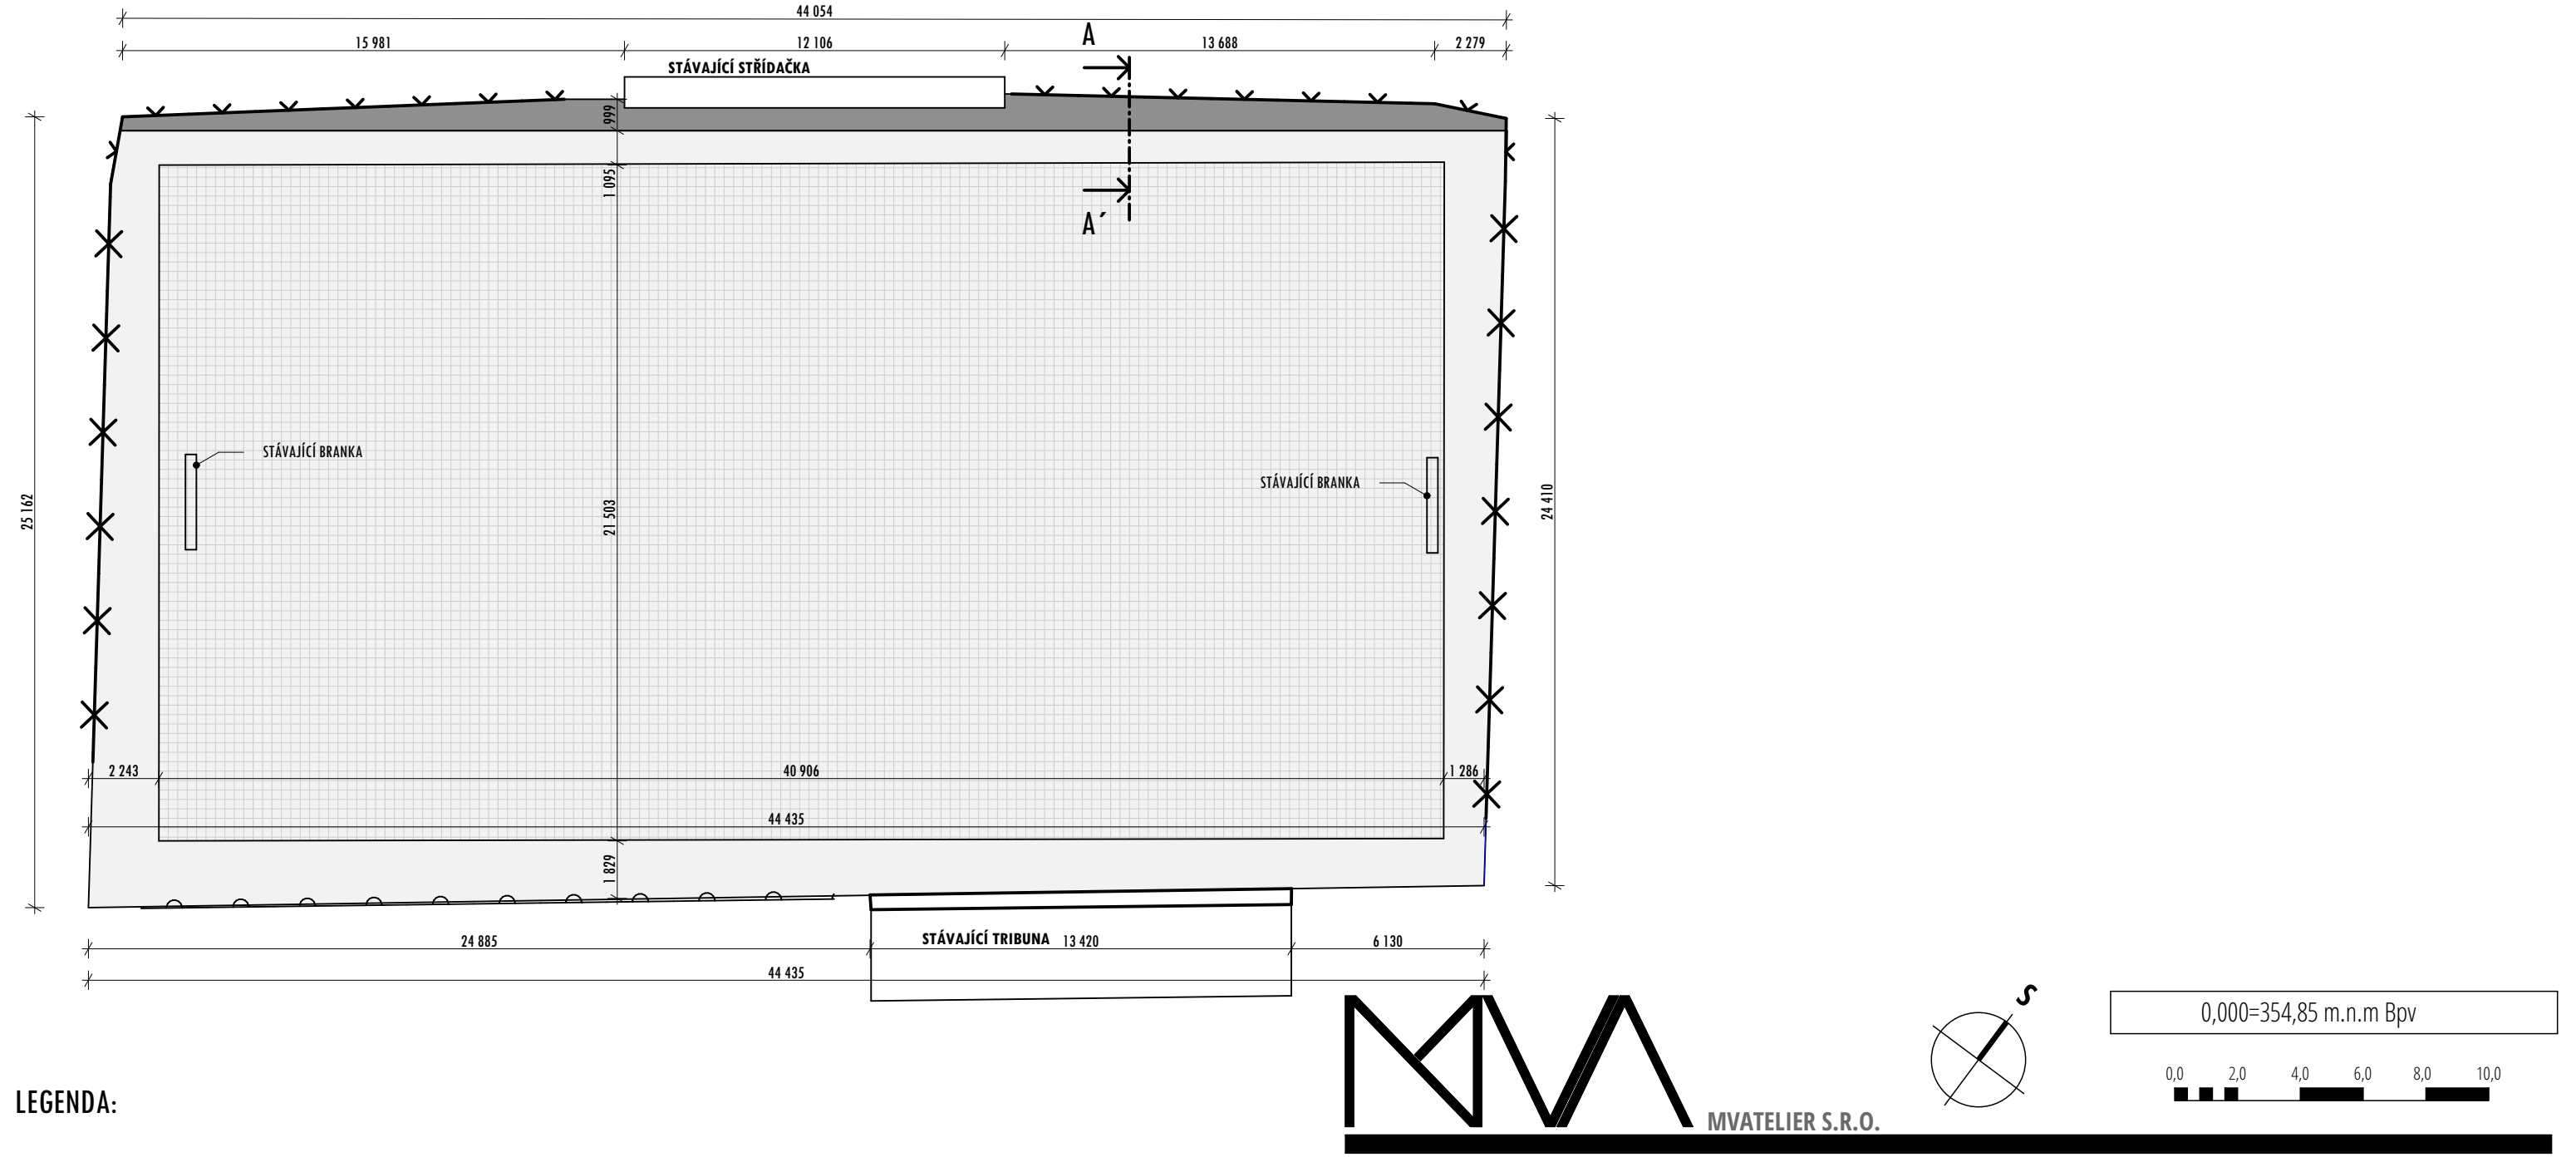 44 054
15 981
12 106
13 688
2 279
A
STÁVAJÍCÍ STŘÍDAČKA
999
1 095
A´
STÁVAJÍCÍ BRANKA
STÁVAJÍCÍ BRANKA
25 162
21 503
24 410
2 243
40 906
1 286
44 435
1 829
24 885
STÁVAJÍCÍ TRIBUNA
13 420
6 130
44 435
S
0,000=354,85 m.n.m Bpv
0,0 2,0 4,0 6,0 8,0 10,0
LEGENDA:
MVA
MVATELIER S.R.O.